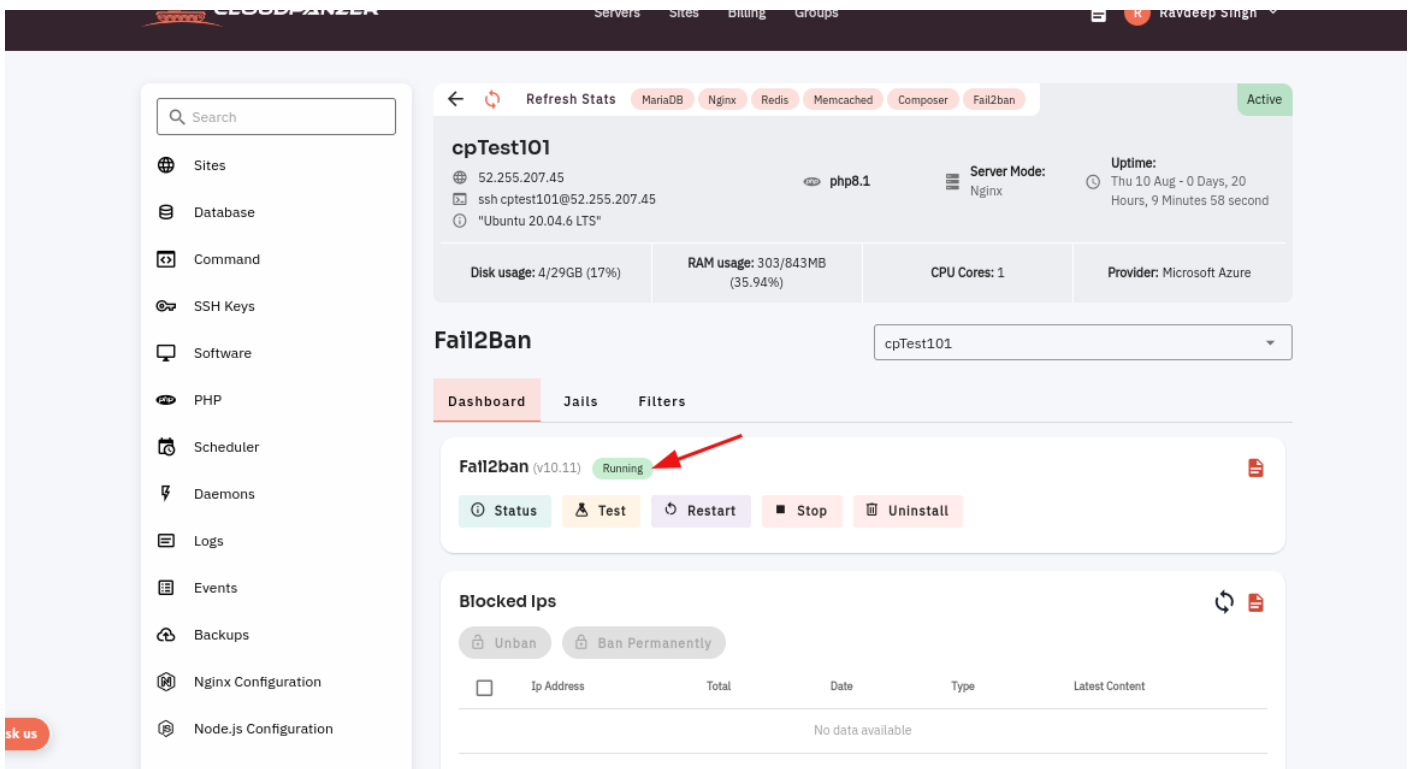 CLOUDPANZER
Servers Sites Billing Groups
R Ravdeep Singh
Search
Sites
Database
Command
SSH Keys
Software
PHP
Scheduler
Daemons
Logs
Events
Backups
Nginx Configuration
Node.js Configuration
sk us
Refresh Stats MariaDB Nginx Redis Memcached Composer Fail2ban Active
cpTest101
52.255.207.45
ssh cptest101@52.255.207.45
"Ubuntu 20.04.6 LTS"
php8.1
Server Mode:
Nginx
Uptime:
Thu 10 Aug - 0 Days, 20
Hours, 9 Minutes 58 second
Disk usage: 4/29GB (17%)
RAM usage: 303/843MB
(35.94%)
CPU Cores: 1
Provider: Microsoft Azure
Fail2Ban
cpTest101
Dashboard Jails Filters
Fail2ban (v10.11) Running
Status Test Restart Stop Uninstall
Blocked Ips
Unban Ban Permanently
Ip Address Total Date Type Latest Content
No data available